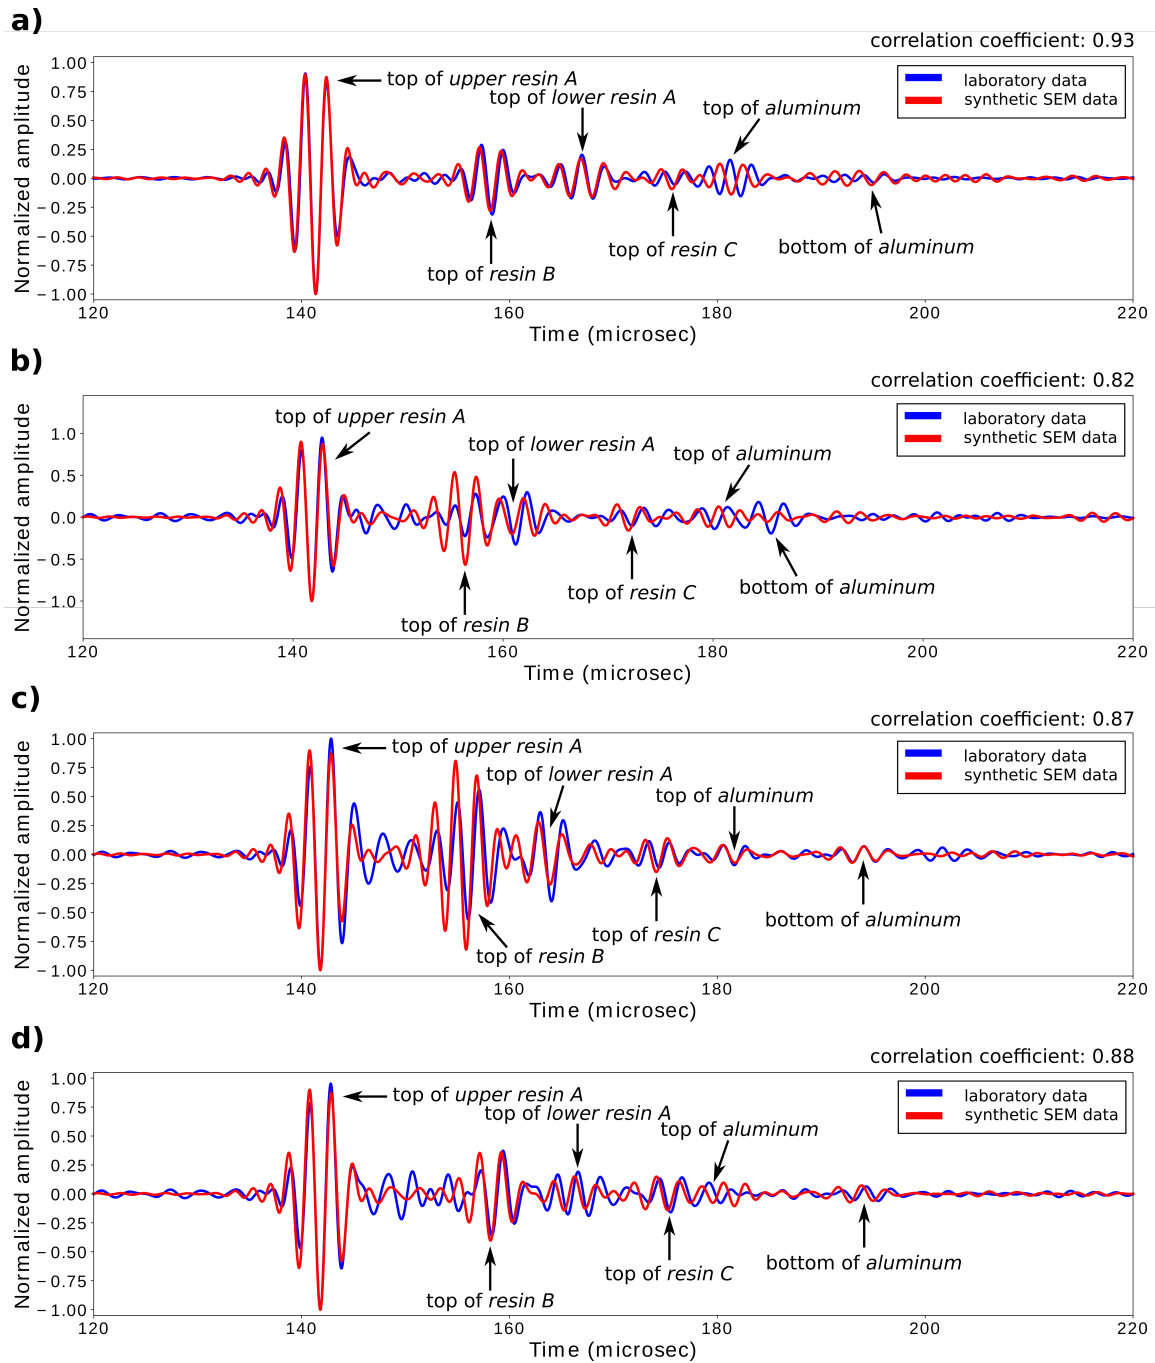 a)
correlation coefficient: 0.93
Normalized amplitude
1.00
0.75
0.50
0.25
0.00
−0.25
−0.50
−0.75
−1.00
top of upper resin A
top of lower resin A
top of aluminum
laboratory data
synthetic SEM data
top of resin B
top of resin C
bottom of aluminum
120 140 160 180 200 220
Time (microsec)
b)
correlation coefficient: 0.82
Normalized amplitude
1.0
0.5
0.0
−0.5
−1.0
top of upper resin A
top of lower resin A
top of aluminum
laboratory data
synthetic SEM data
top of resin B
top of resin C
bottom of aluminum
120 140 160 180 200 220
Time (microsec)
c)
correlation coefficient: 0.87
Normalized amplitude
1.00
0.75
0.50
0.25
0.00
−0.25
−0.50
−0.75
−1.00
top of upper resin A
top of lower resin A
top of aluminum
laboratory data
synthetic SEM data
top of resin B
top of resin C
bottom of aluminum
120 140 160 180 200 220
Time (microsec)
d)
correlation coefficient: 0.88
Normalized amplitude
1.00
0.75
0.50
0.25
0.00
−0.25
−0.50
−0.75
−1.00
top of upper resin A
top of lower resin A
top of aluminum
laboratory data
synthetic SEM data
top of resin B
top of resin C
bottom of aluminum
120 140 160 180 200 220
Time (microsec)